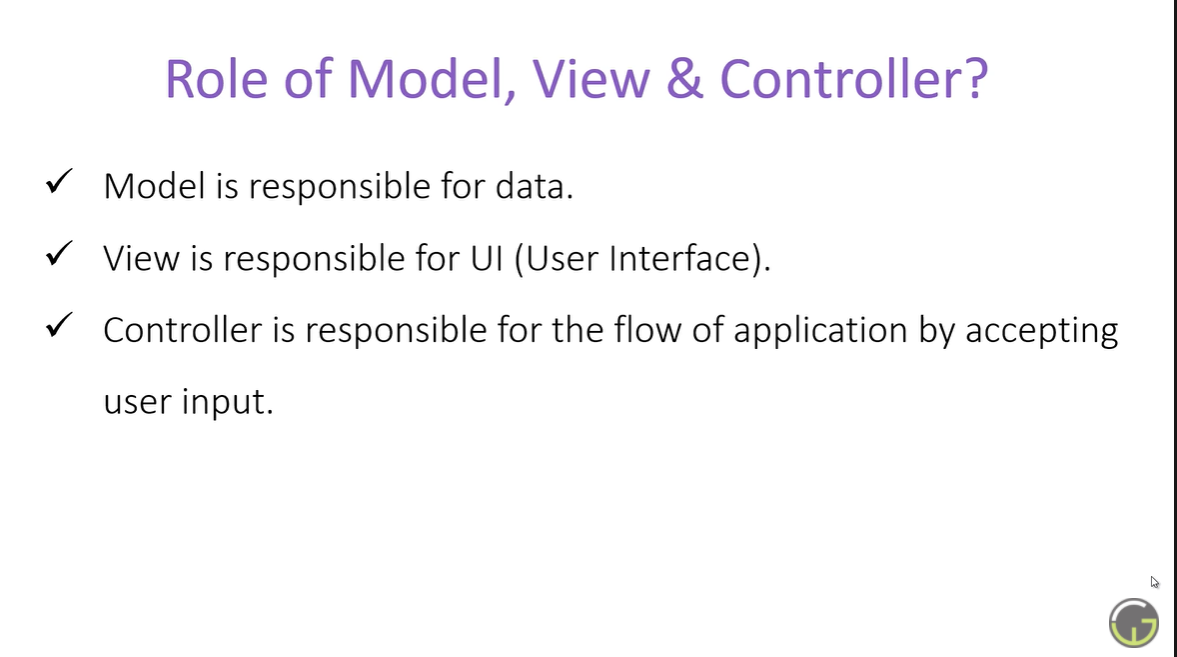 Role of Model, View & Controller?
✓ Model is responsible for data.
✓ View is responsible for UI (User Interface).
✓ Controller is responsible for the flow of application by accepting
user input.